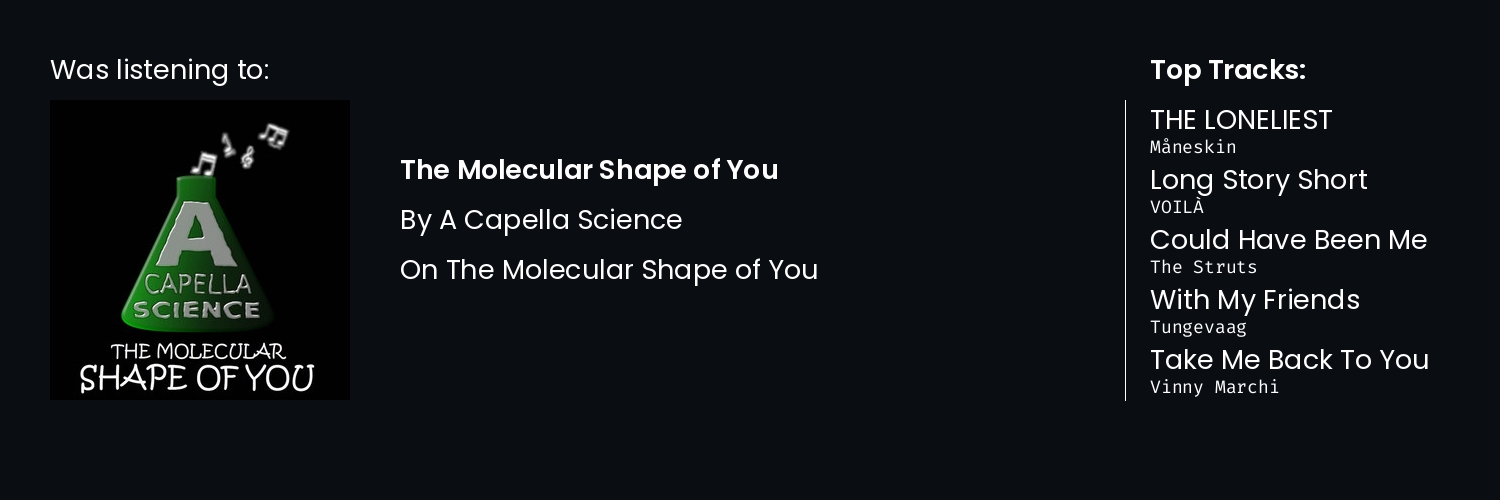 Was listening to:
A
CAPELLA
SCIENCE
THE MOLECULAR
SHAPE OF YOU
The Molecular Shape of You
By A Capella Science
On The Molecular Shape of You
Top Tracks:
THE LONELIEST
Måneskin
Long Story Short
VOILÀ
Could Have Been Me
The Struts
With My Friends
Tungevaag
Take Me Back To You
Vinny Marchi